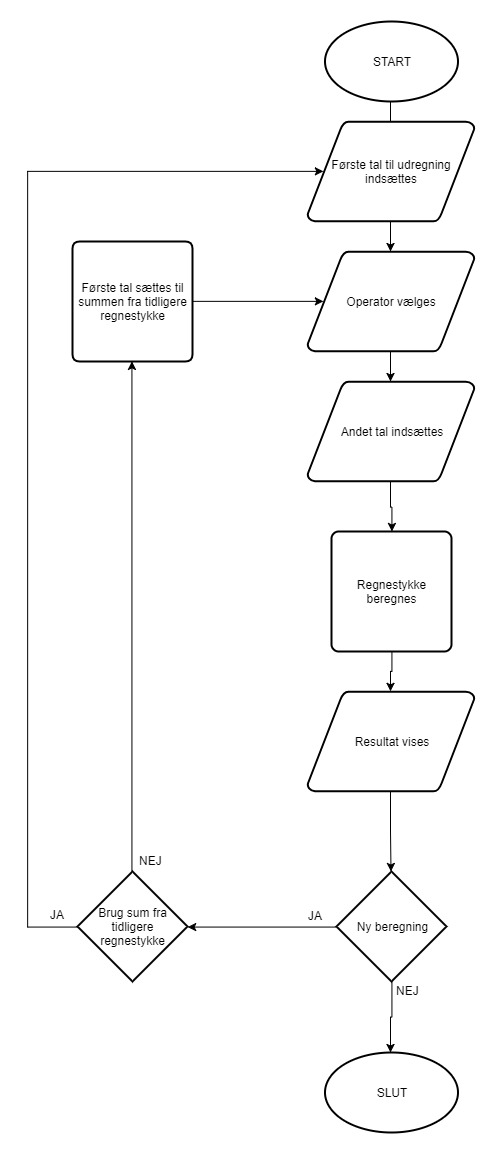 START
Første tal til udregning
indsættes
Første tal sættes til
summen fra tidligere
regnestykke
Operator vælges
Andet tal indsættes
Regnestykke
beregnes
Resultat vises
NEJ
JA
Brug sum fra
tidligere
regnestykke
JA
Ny beregning
NEJ
SLUT